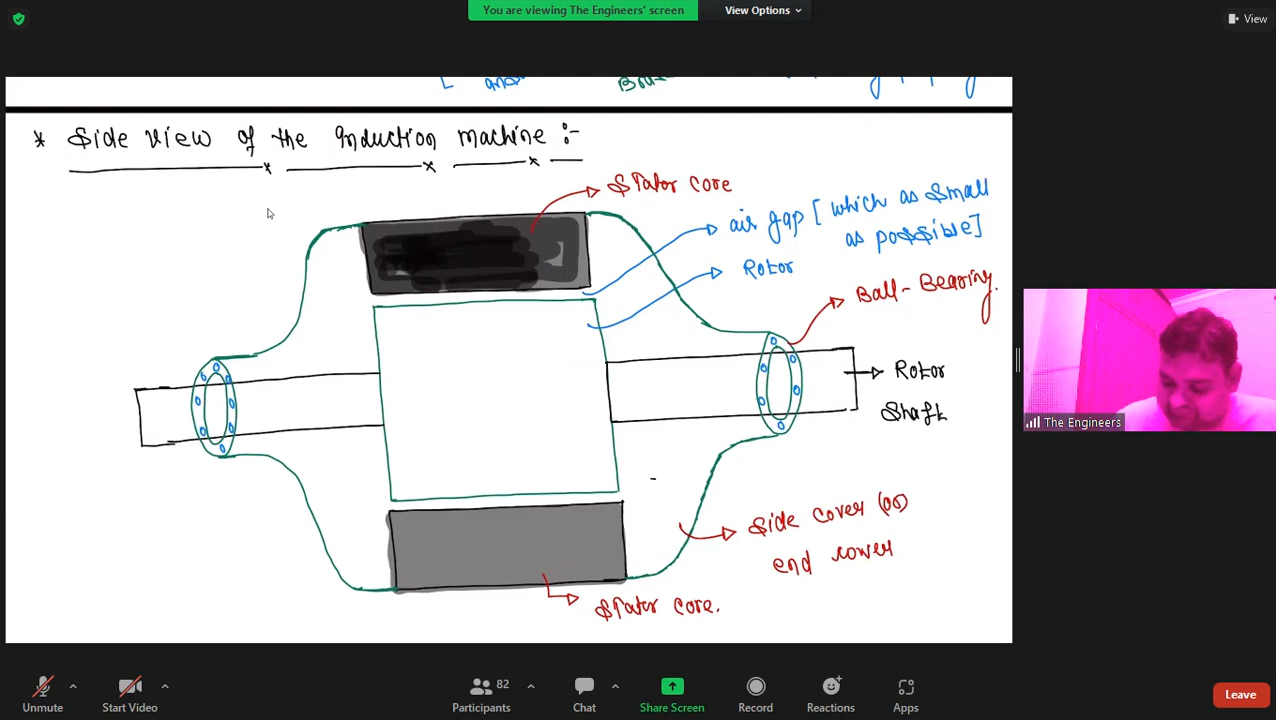 You are viewing The Engineers' screen
View Options
View
* Side view of the Induction machine :-
Stator core
air gap [which as small
as possible]
Rotor
Ball-Bearing.
Rotor
Shaft
The Engineers
Side cover (or)
end cover
Stator core.
Unmute
Start Video
82
Participants
Chat
Share Screen
Record
Reactions
Apps
Leave